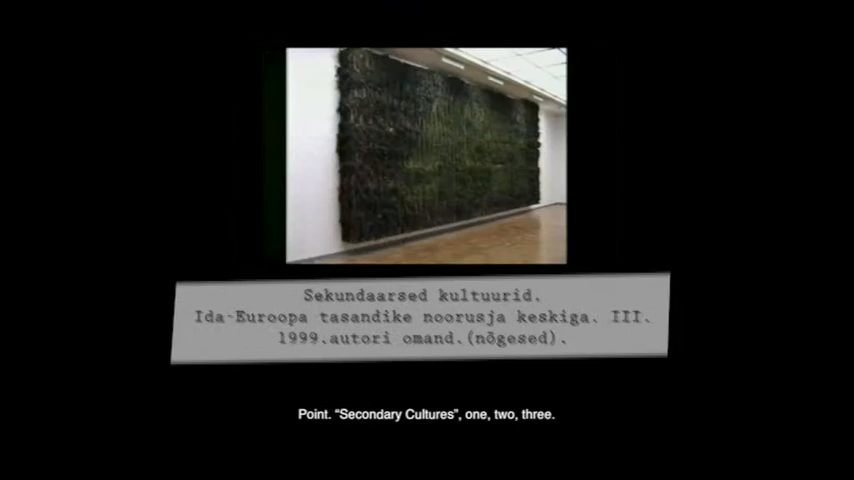 Sekundaarsed kultuurid.
Ida-Euroopa tasandike noorusja keskiga. III.
1999.autori omand.(nõgesed).
Point. “Secondary Cultures”, one, two, three.